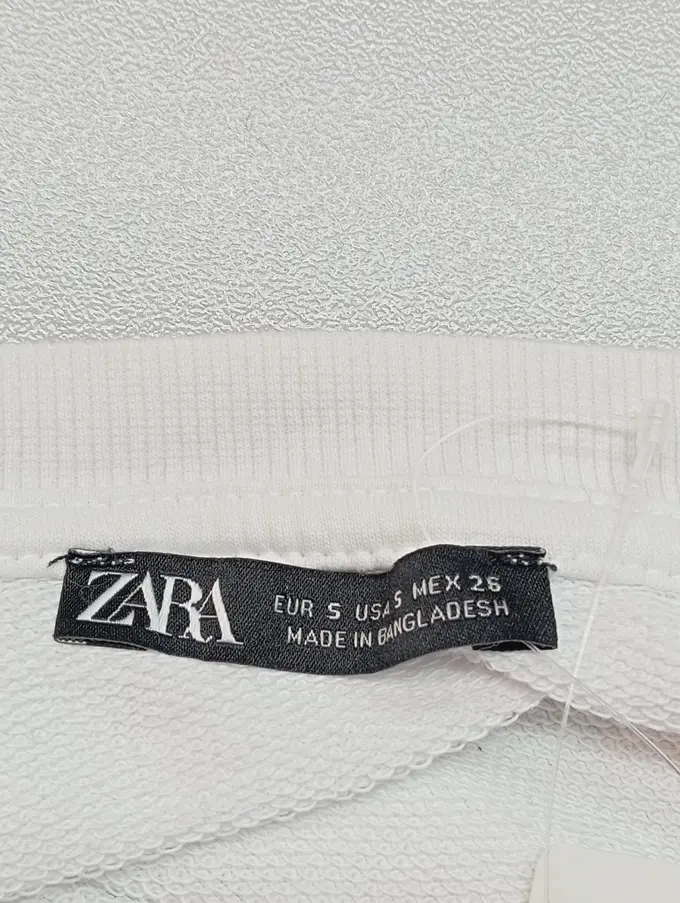 ZARA
EUR S USA S MEX 26
MADE IN BANGLADESH